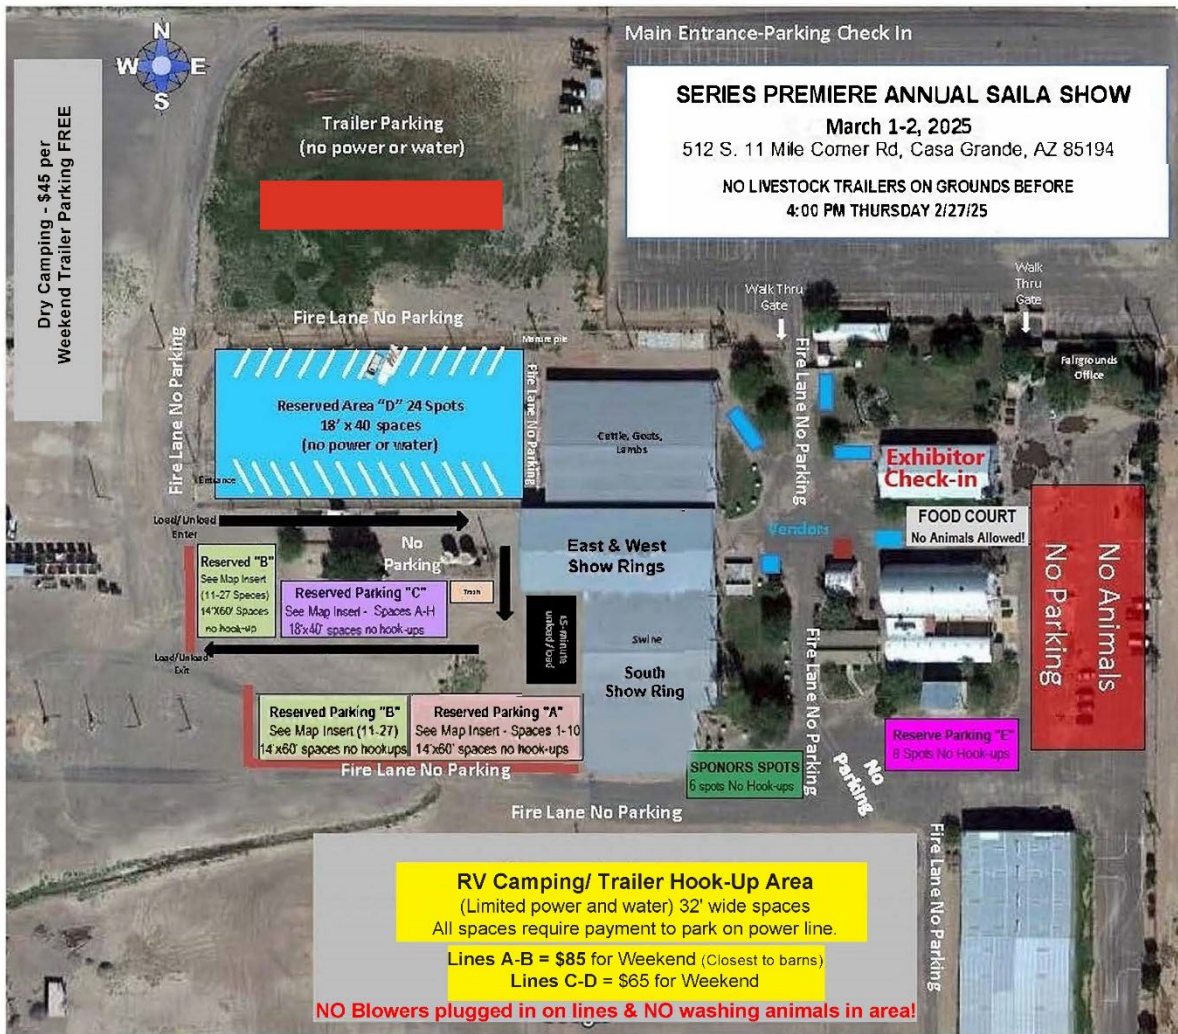 Main Entrance-Parking Check In
N
W E
S
SERIES PREMIERE ANNUAL SAILA SHOW
March 1-2, 2025
512 S. 11 Mile Corner Rd, Casa Grande, AZ 85194
NO LIVESTOCK TRAILERS ON GROUNDS BEFORE
4:00 PM THURSDAY 2/27/25
Dry Camping - $45 per
Weekend Trailer Parking FREE
Trailer Parking
(no power or water)
Walk Thru
Gate
Walk
Thru
Gate
Fire Lane No Parking
Manure pile
Fairgrounds
Office
Fire Lane No Parking
Reserved Area "D" 24 Spots
18' x 40 spaces
(no power or water)
Entrance
Fire Lane No Parking
Cattle, Goats,
Lambs
Fire Lane No Parking
Exhibitor
Check-in
Load/Unload
Enter
No
Parking
East & West
Show Rings
Vendors
FOOD COURT
No Animals Allowed!
No Animals
No Parking
Reserved "B"
See Map Insert
(11-27 Speces)
14'X60' Spaces
no hook-up
Reserved Parking "C"
See Map Insert - Spaces A-H
18'x40' spaces no hook-ups
Trash
15-minute
unload/load
Swine
South
Show Ring
Load/Unload
Exit
Fire Lane No Parking
Reserved Parking "B"
See Map Insert (11-27)
14'x60' spaces no hookups
Reserved Parking "A"
See Map Insert - Spaces 1-10
14'x60' spaces no hook-ups
Fire Lane No Parking
SPONORS SPOTS
6 spots No Hook-ups
No
Parking
Reserve Parking "E"
8 Spots No Hook-ups
Fire Lane No Parking
Fire Lane No Parking
RV Camping/ Trailer Hook-Up Area
(Limited power and water) 32' wide spaces
All spaces require payment to park on power line.
Lines A-B = $85 for Weekend (Closest to barns)
Lines C-D = $65 for Weekend
NO Blowers plugged in on lines & NO washing animals in area!